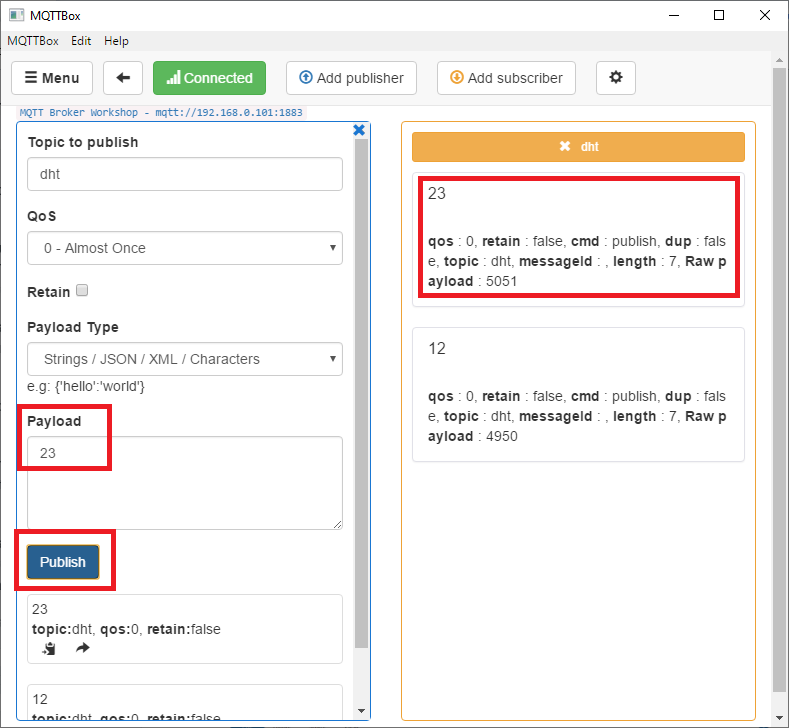 MQTTBox
MQTTBox Edit Help
Menu Connected Add publisher Add subscriber
MQTT Broker Workshop - mqtt://192.168.0.101:1883
Topic to publish
dht
QoS
0 - Almost Once
Retain
Payload Type
Strings / JSON / XML / Characters
e.g: {'hello':'world'}
Payload
23
Publish
23
topic:dht, qos:0, retain:false
12
topic:dht, qos:0, retain:false
dht
23
qos : 0, retain : false, cmd : publish, dup : fals
e, topic : dht, messageId : , length : 7, Raw p
ayload : 5051
12
qos : 0, retain : false, cmd : publish, dup : fals
e, topic : dht, messageId : , length : 7, Raw p
ayload : 4950